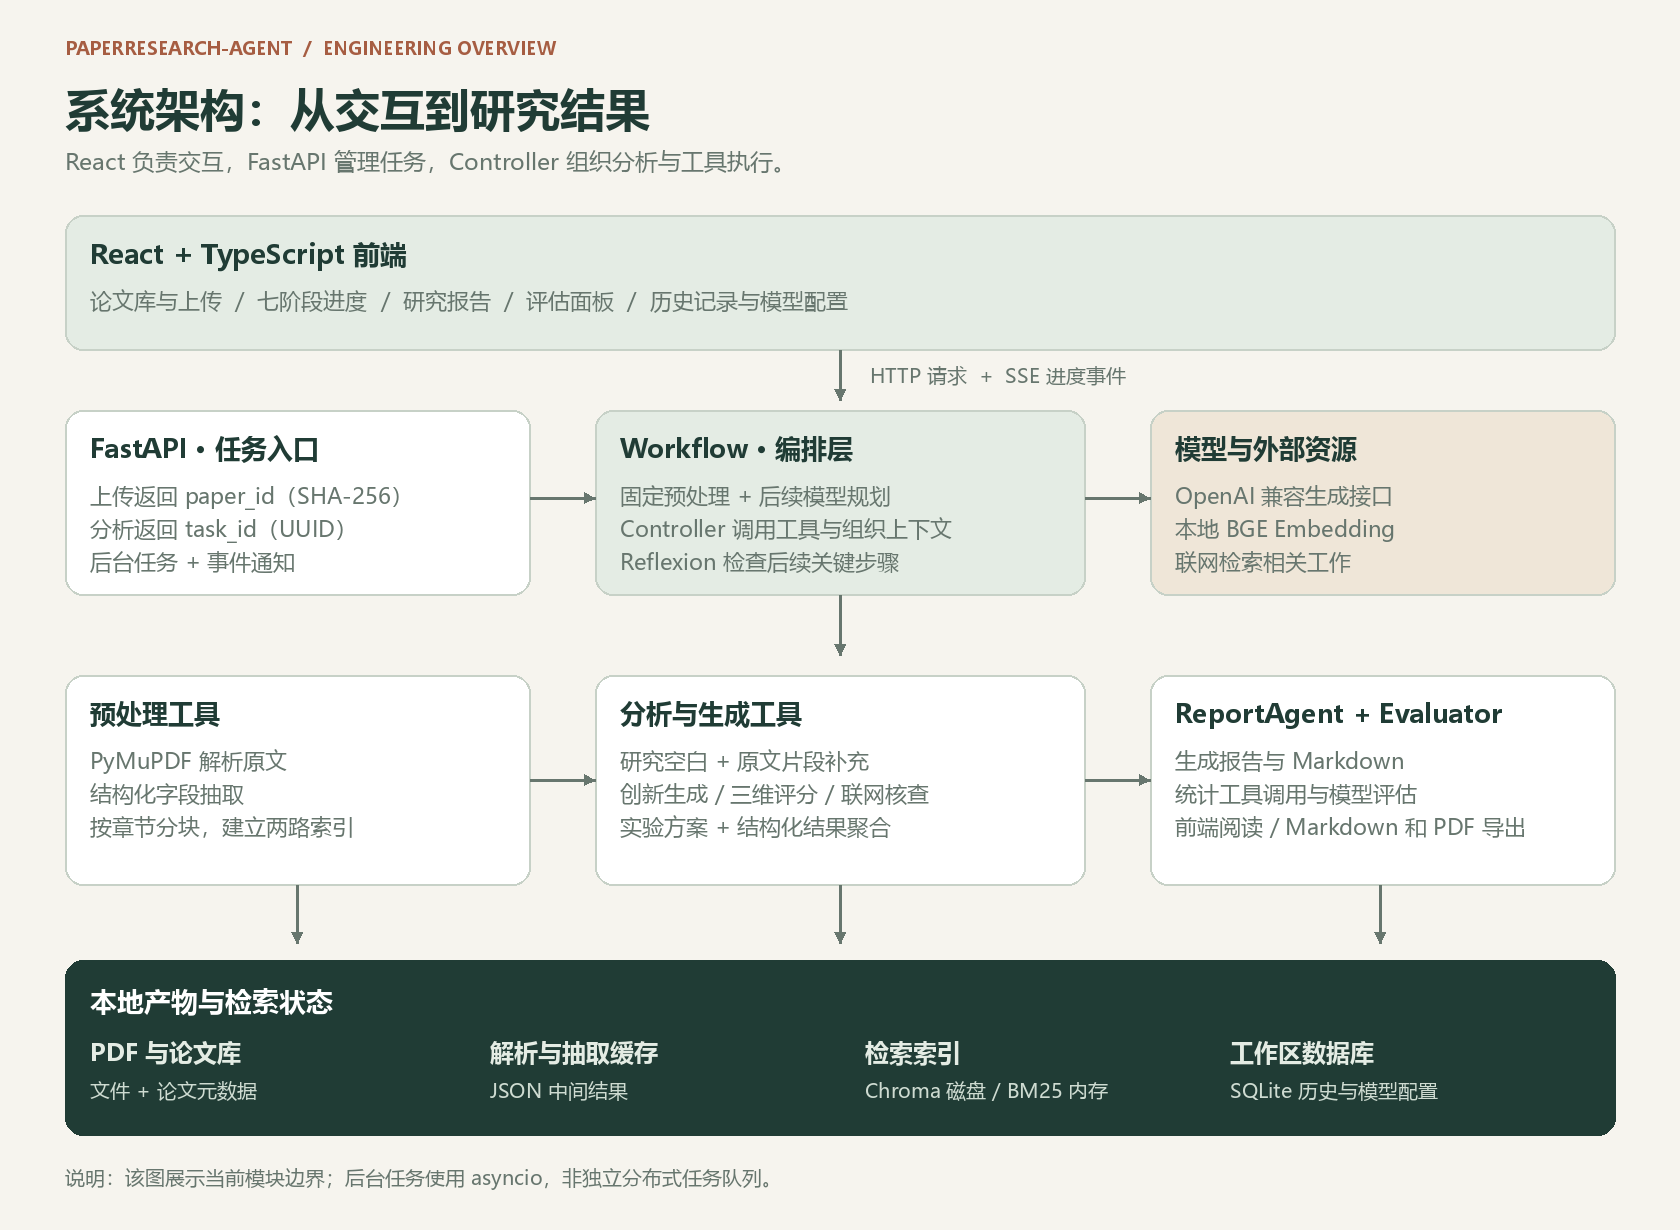 PAPERRESEARCH-AGENT / ENGINEERING OVERVIEW
系统架构：从交互到研究结果
React 负责交互，FastAPI 管理任务，Controller 组织分析与工具执行。
React + TypeScript 前端
论文库与上传 / 七阶段进度 / 研究报告 / 评估面板 / 历史记录与模型配置
HTTP 请求 + SSE 进度事件
FastAPI · 任务入口
上传返回 paper_id（SHA-256）
分析返回 task_id（UUID）
后台任务 + 事件通知
Workflow · 编排层
固定预处理 + 后续模型规划
Controller 调用工具与组织上下文
Reflexion 检查后续关键步骤
模型与外部资源
OpenAI 兼容生成接口
本地 BGE Embedding
联网检索相关工作
预处理工具
PyMuPDF 解析原文
结构化字段抽取
按章节分块，建立两路索引
分析与生成工具
研究空白 + 原文片段补充
创新生成 / 三维评分 / 联网核查
实验方案 + 结构化结果聚合
ReportAgent + Evaluator
生成报告与 Markdown
统计工具调用与模型评估
前端阅读 / Markdown 和 PDF 导出
本地产物与检索状态
PDF 与论文库
文件 + 论文元数据
解析与抽取缓存
JSON 中间结果
检索索引
Chroma 磁盘 / BM25 内存
工作区数据库
SQLite 历史与模型配置
说明：该图展示当前模块边界；后台任务使用 asyncio，非独立分布式任务队列。